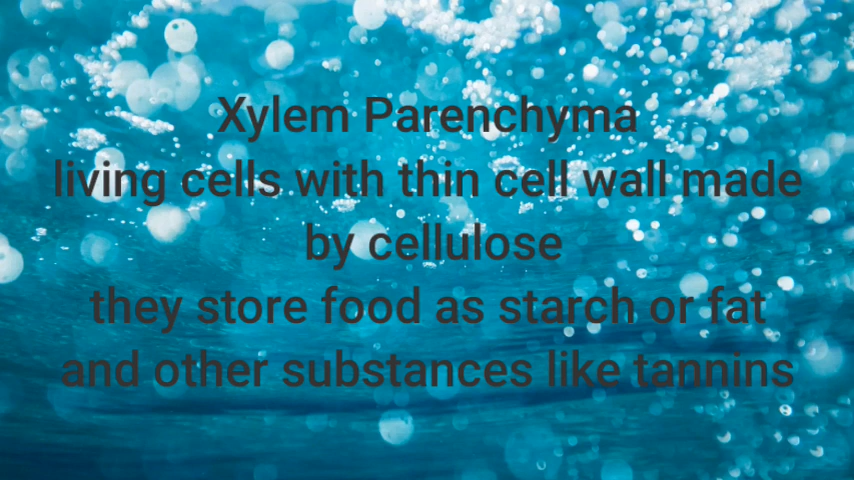 Xylem Parenchyma
living cells with thin cell wall made
by cellulose
they store food as starch or fat
and other substances like tannins